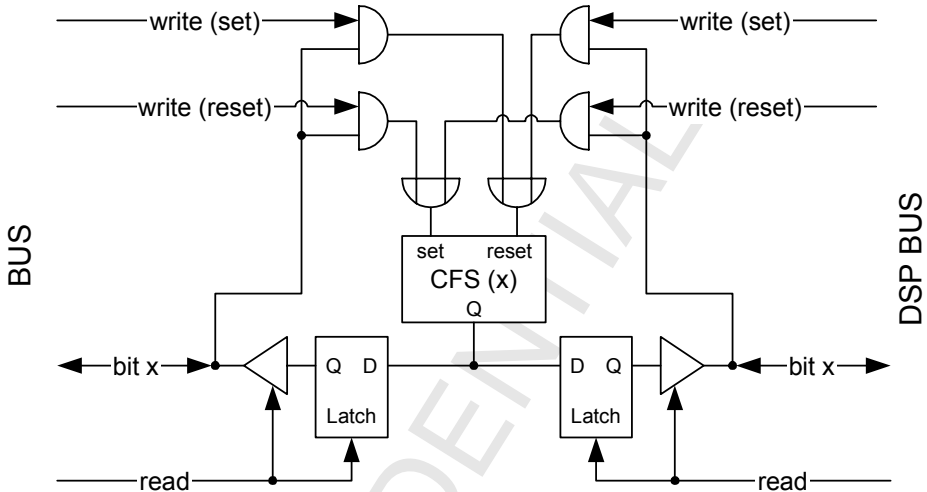 write (set)
write (set)
write (reset)
write (reset)
BUS
DSP BUS
set
reset
CFS (x)
Q
bit x
Q
D
D
Q
bit x
Latch
Latch
read
read
DENTIAL